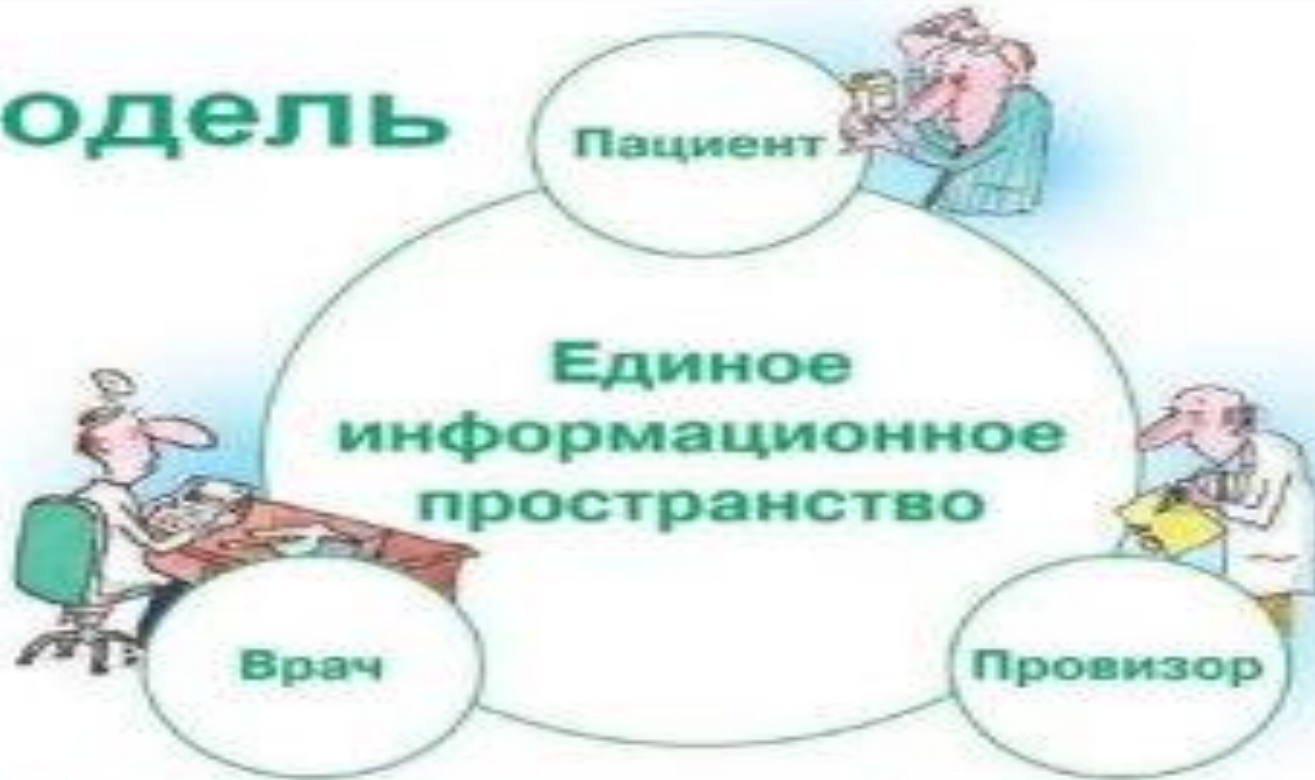 одель
Пациент
Единое
информационное
пространство
Врач
Провизор